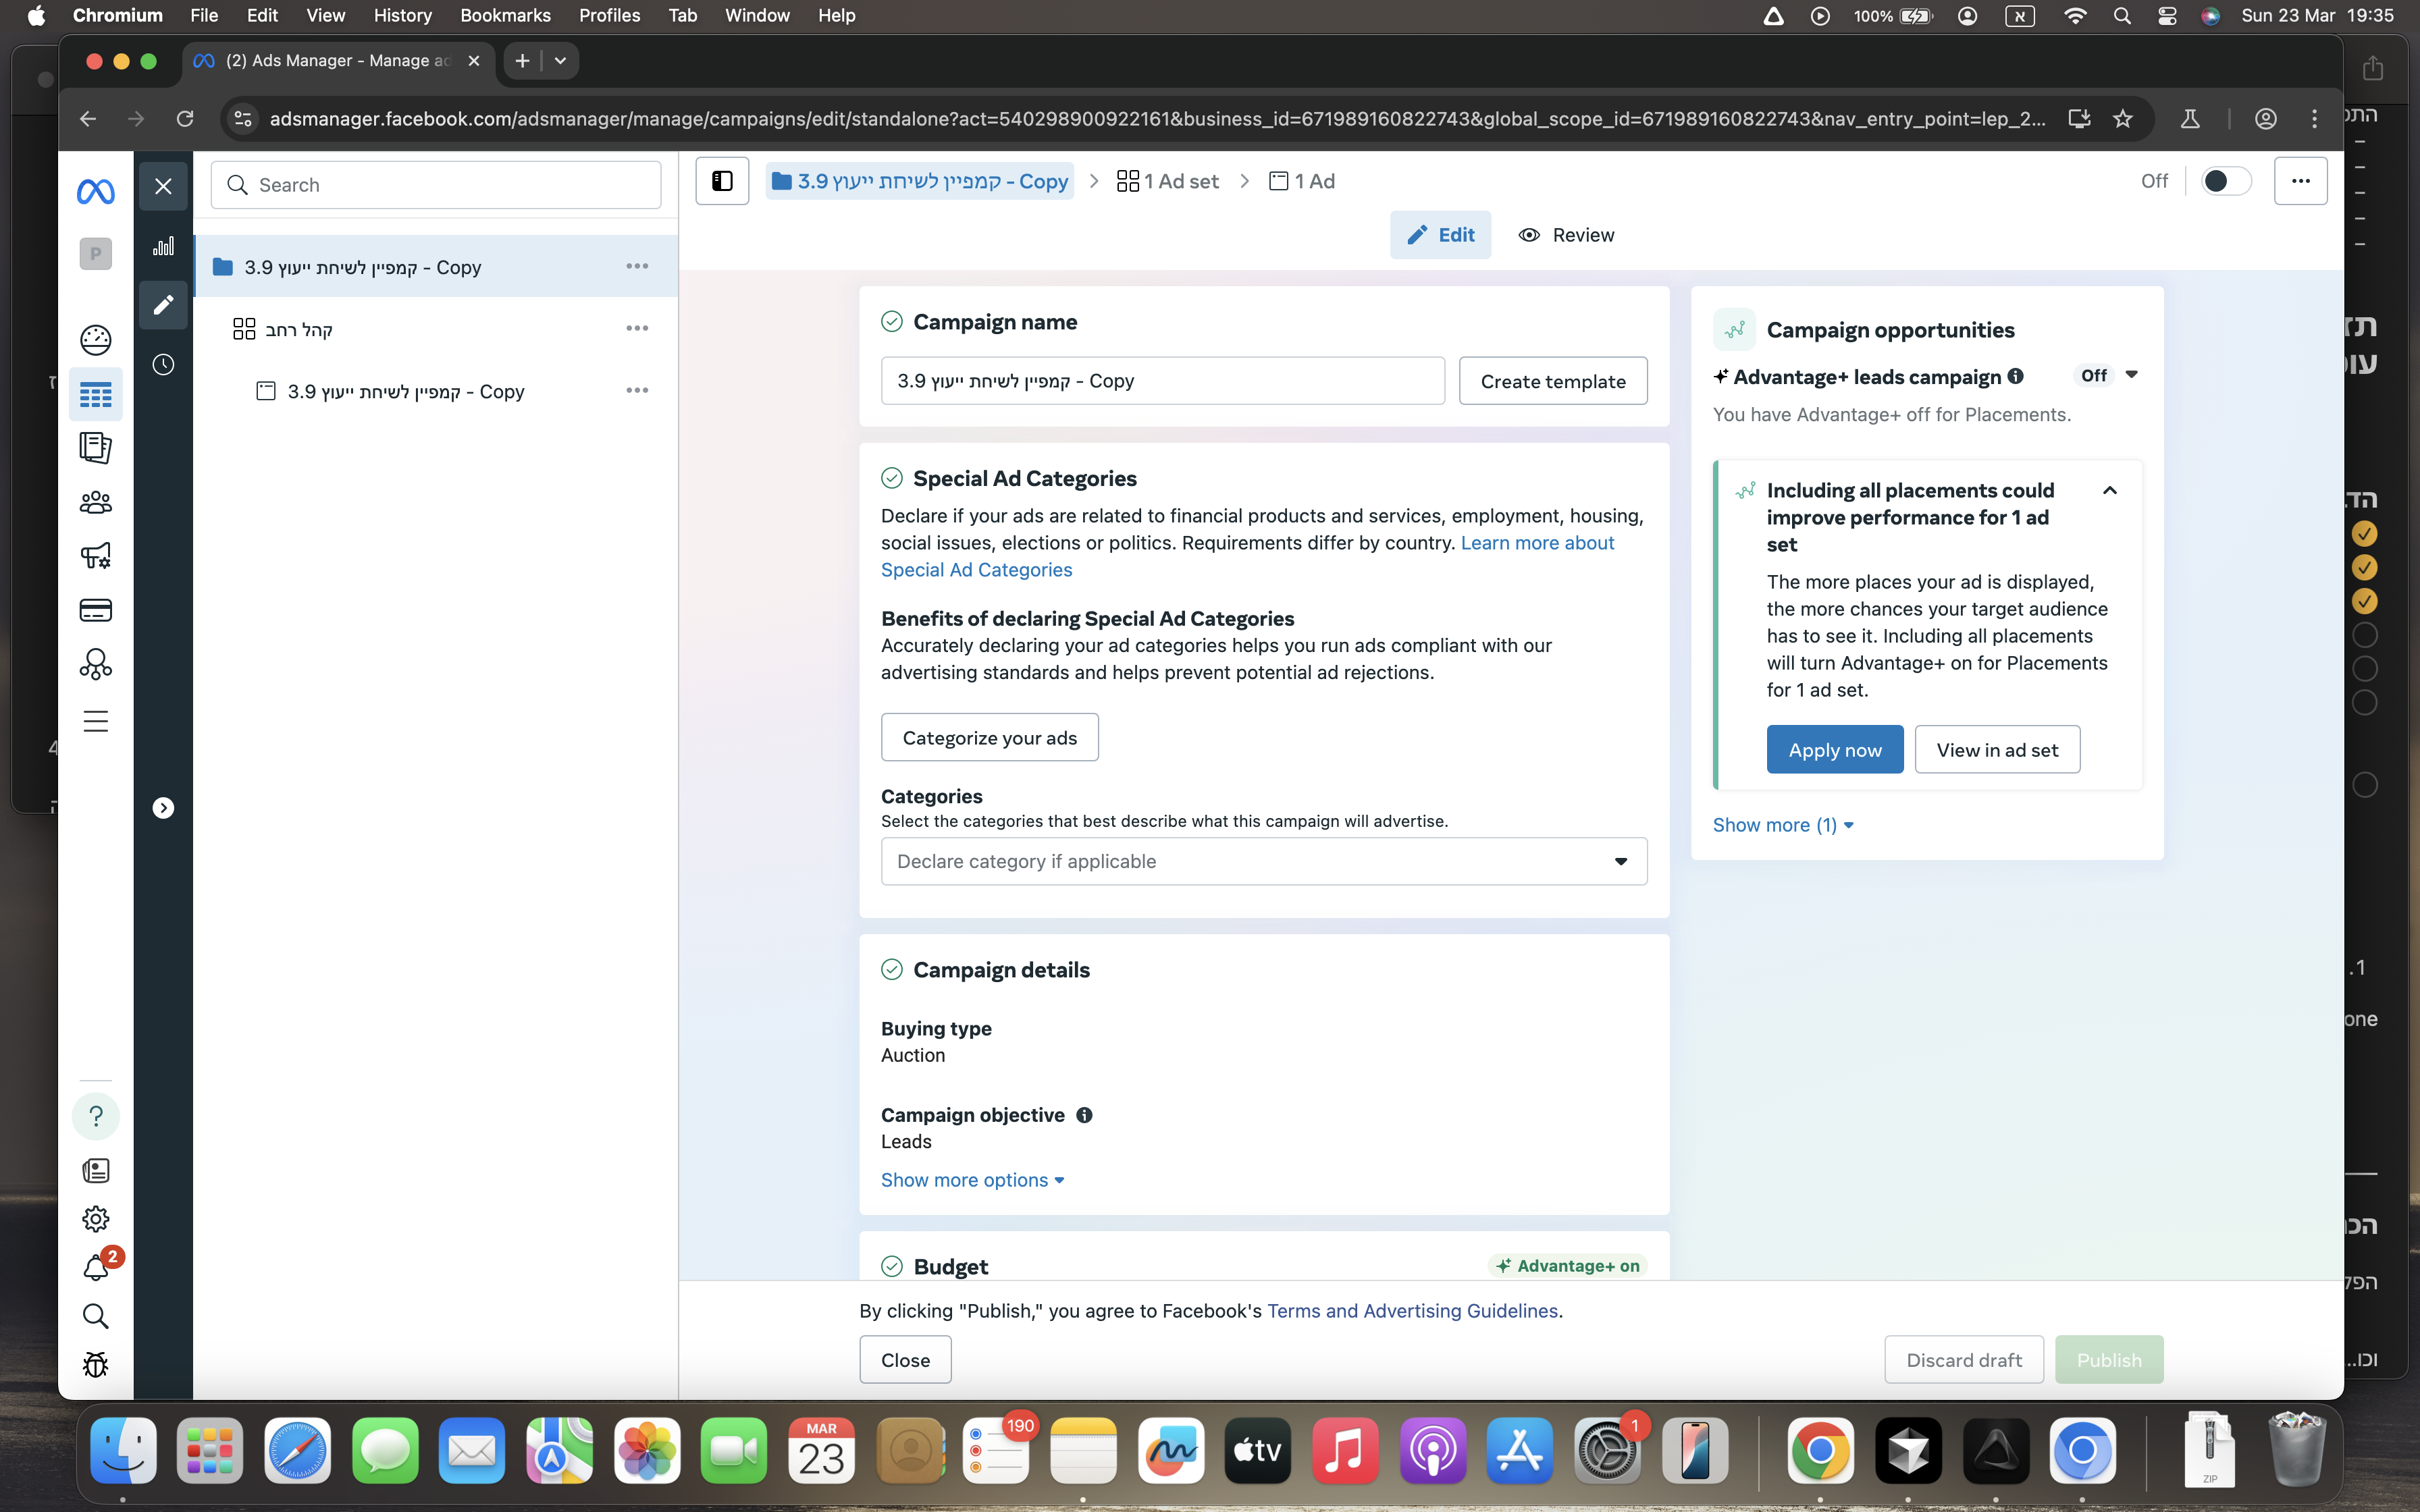 Chromium File Edit View History Bookmarks Profiles Tab Window Help
100% א Sun 23 Mar 19:35
(2) Ads Manager - Manage ad
adsmanager.facebook.com/adsmanager/manage/campaigns/edit/standalone?act=540298900922161&business_id=671989160822743&global_scope_id=671989160822743&nav_entry_point=lep_2...
P
Search
קמפיין לשיחת ייעוץ 3.9 - Copy
קהל רחב
קמפיין לשיחת ייעוץ 3.9 - Copy
2
קמפיין לשיחת ייעוץ 3.9 - Copy
1 Ad set
1 Ad
Off
Edit
Review
Campaign name
קמפיין לשיחת ייעוץ 3.9 - Copy
Create template
Special Ad Categories
Declare if your ads are related to financial products and services, employment, housing,
social issues, elections or politics. Requirements differ by country. Learn more about
Special Ad Categories
Benefits of declaring Special Ad Categories
Accurately declaring your ad categories helps you run ads compliant with our
advertising standards and helps prevent potential ad rejections.
Categorize your ads
Categories
Select the categories that best describe what this campaign will advertise.
Declare category if applicable
Campaign details
Buying type
Auction
Campaign objective
Leads
Show more options
Budget
Advantage+ on
Campaign opportunities
Advantage+ leads campaign
Off
You have Advantage+ off for Placements.
Including all placements could
improve performance for 1 ad
set
The more places your ad is displayed,
the more chances your target audience
has to see it. Including all placements
will turn Advantage+ on for Placements
for 1 ad set.
Apply now
View in ad set
Show more (1)
By clicking "Publish," you agree to Facebook's Terms and Advertising Guidelines.
Close
Discard draft
Publish
.1
וכו...
MAR
23
190
tv
1
ZIP